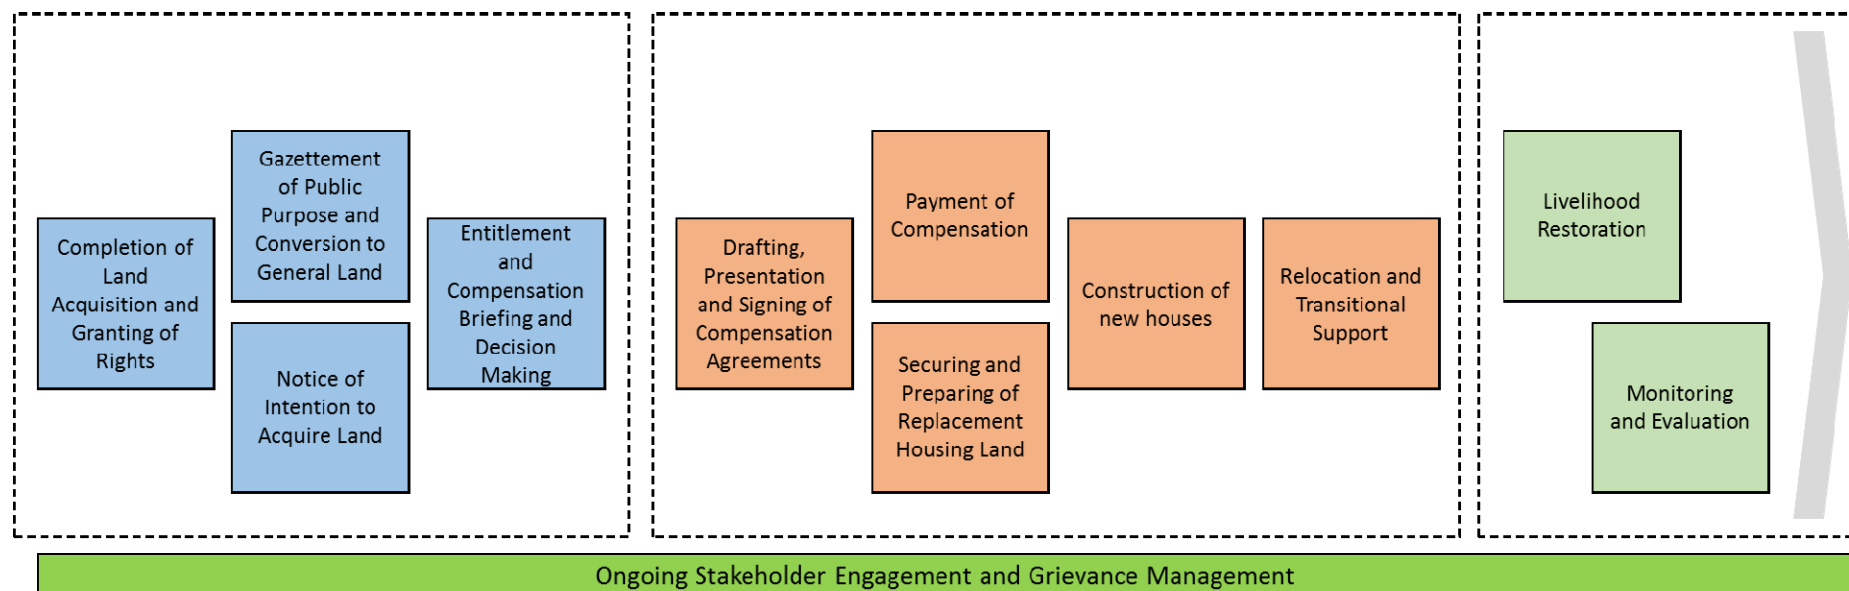 Completion of
Land
Acquisition and
Granting of
Rights
Gazettement
of Public
Purpose and
Conversion to
General Land
Notice of
Intention to
Acquire Land
Entitlement
and
Compensation
Briefing and
Decision
Making
Drafting,
Presentation
and Signing of
Compensation
Agreements
Payment of
Compensation
Securing and
Preparing of
Replacement
Housing Land
Construction of
new houses
Relocation and
Transitional
Support
Livelihood
Restoration
Monitoring
and Evaluation
Ongoing Stakeholder Engagement and Grievance Management